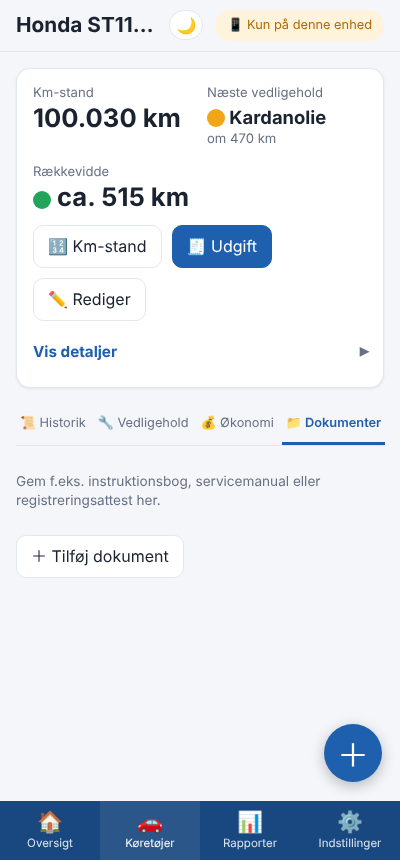 Honda ST11...
🌙
📱 Kun på denne enhed
Km-stand
100.030 km
Næste vedligehold
Kardanolie
om 470 km
Rækkevidde
ca. 515 km
🔢 Km-stand
🧾 Udgift
✏️ Rediger
Vis detaljer
▶
📜 Historik
🔧 Vedligehold
💰 Økonomi
📁 Dokumenter
Gem f.eks. instruktionsbog, servicemanual eller
registreringsattest her.
+ Tilføj dokument
+
Oversigt
Køretøjer
Rapporter
Indstillinger